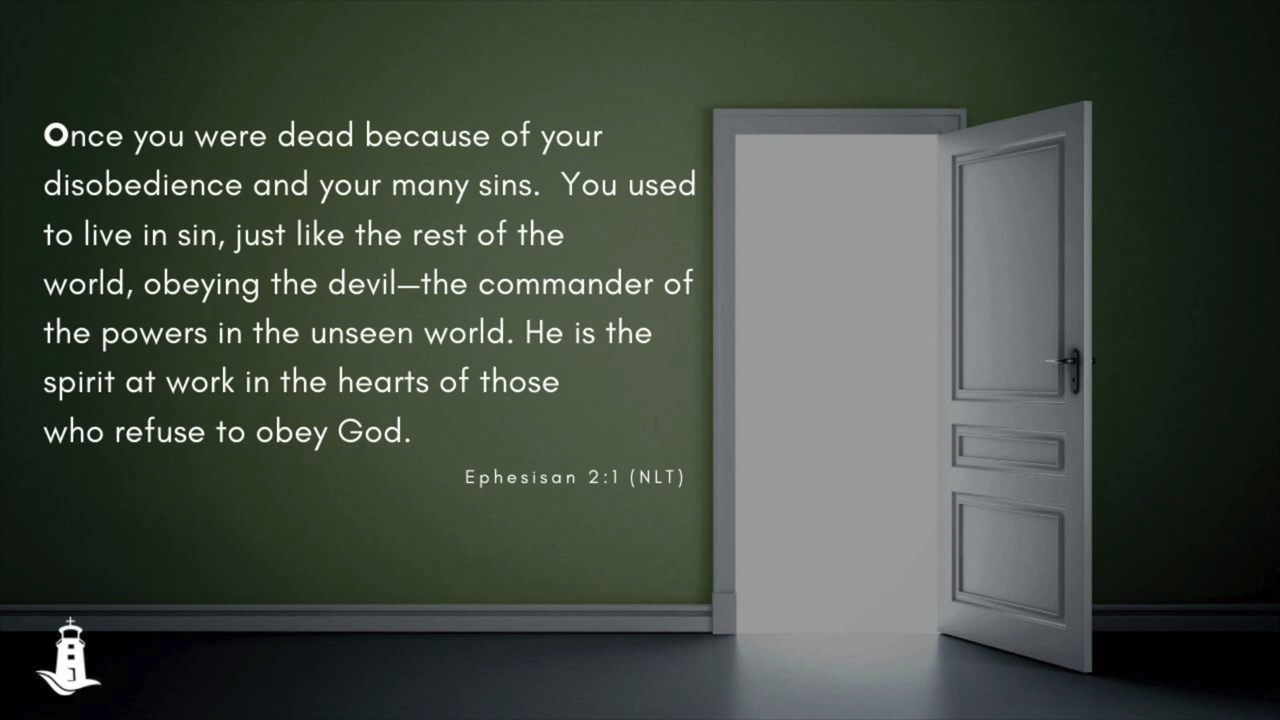 Once you were dead because of your
disobedience and your many sins.  You used
to live in sin, just like the rest of the
world, obeying the devil—the commander of
the powers in the unseen world. He is the
spirit at work in the hearts of those
who refuse to obey God.
Ephesisan 2:1 (NLT)